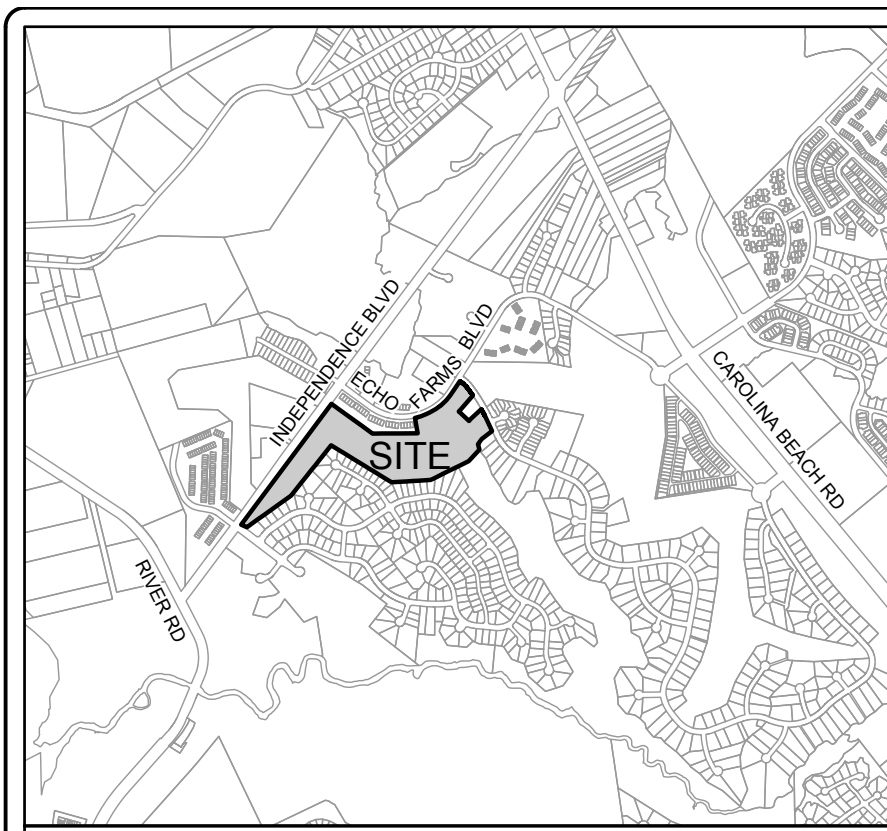 INDEPENDENCE BLVD
ECHO FARMS BLVD
CAROLINA BEACH RD
SITE
RIVER RD